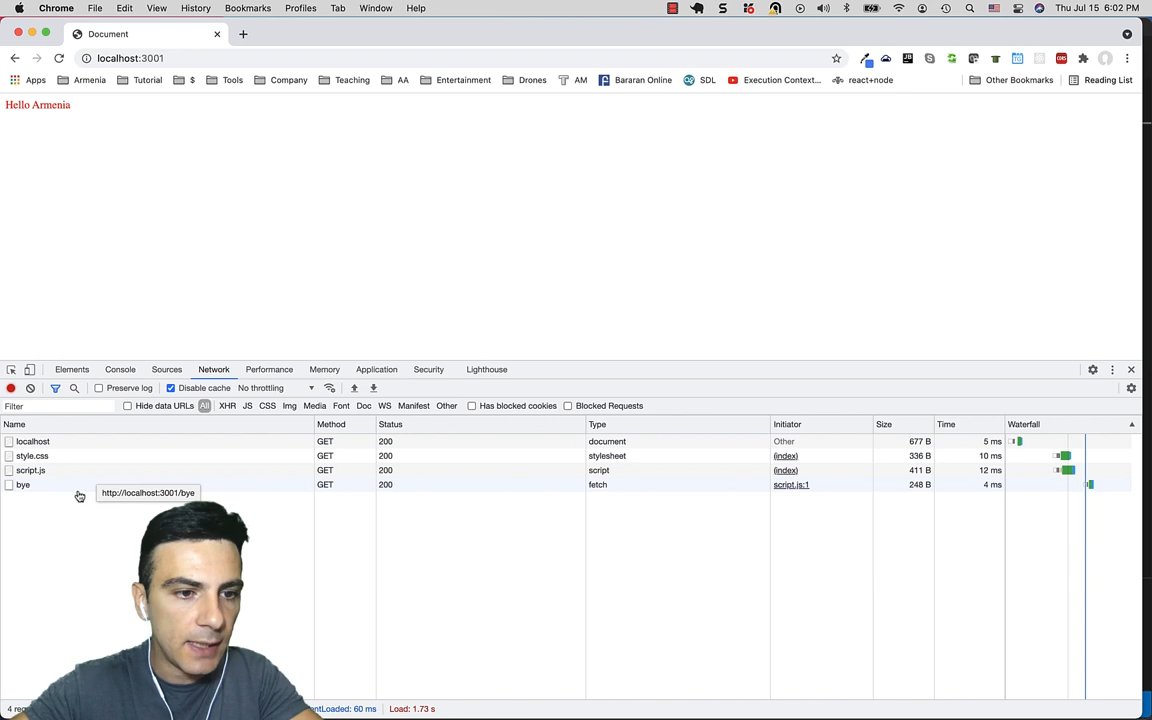 Chrome File Edit View History Bookmarks Profiles Tab Window Help Thu Jul 15 6:02 PM
Document
localhost:3001
Apps Armenia Tutorial $ Tools Company Teaching AA Entertainment Drones AM Bararan Online SDL Execution Context... react+node Other Bookmarks Reading List
Hello Armenia
Elements Console Sources Network Performance Memory Application Security Lighthouse
Preserve log Disable cache No throttling
Filter Hide data URLs All XHR JS CSS Img Media Font Doc WS Manifest Other Has blocked cookies Blocked Requests
Name Method Status Type Initiator Size Time Waterfall
localhost GET 200 document Other 677 B 5 ms
style.css GET 200 stylesheet (index) 336 B 10 ms
script.js GET 200 script (index) 411 B 12 ms
bye GET 200 fetch script.js:1 248 B 4 ms
http://localhost:3001/bye
4 req ntLoaded: 60 ms Load: 1.73 s